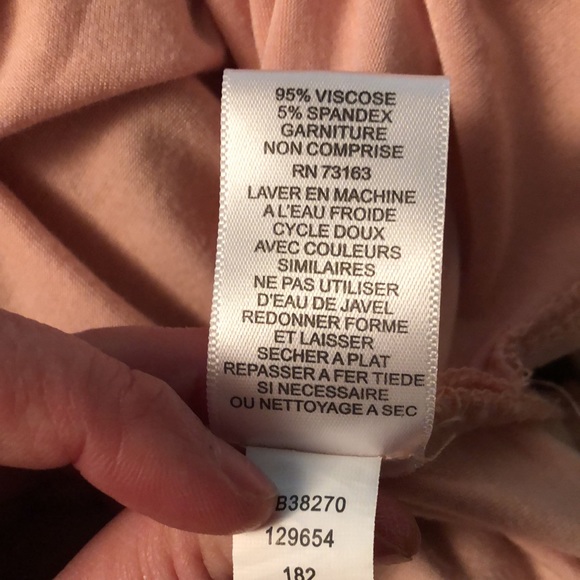 95% VISCOSE
5% SPANDEX
GARNITURE
NON COMPRISE
RN 73163
LAVER EN MACHINE
A L'EAU FROIDE
CYCLE DOUX
AVEC COULEURS
SIMILAIRES
NE PAS UTILISER
D'EAU DE JAVEL
REDONNER FORME
ET LAISSER
SECHER A PLAT
REPASSER A FER TIEDE
SI NECESSAIRE
OU NETTOYAGE A SEC
B38270
129654
182